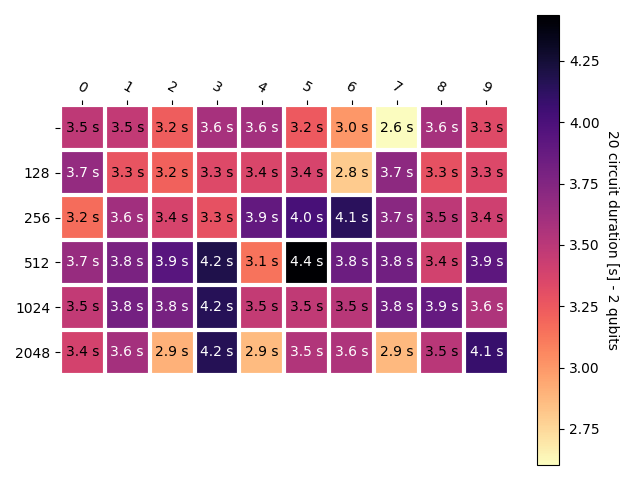 0 1 2 3 4 5 6 7 8 9
3.5 s 3.5 s 3.2 s 3.6 s 3.6 s 3.2 s 3.0 s 2.6 s 3.6 s 3.3 s
128 3.7 s 3.3 s 3.2 s 3.3 s 3.4 s 3.4 s 2.8 s 3.7 s 3.3 s 3.3 s
256 3.2 s 3.6 s 3.4 s 3.3 s 3.9 s 4.0 s 4.1 s 3.7 s 3.5 s 3.4 s
512 3.7 s 3.8 s 3.9 s 4.2 s 3.1 s 4.4 s 3.8 s 3.8 s 3.4 s 3.9 s
1024 3.5 s 3.8 s 3.8 s 4.2 s 3.5 s 3.5 s 3.5 s 3.8 s 3.9 s 3.6 s
2048 3.4 s 3.6 s 2.9 s 4.2 s 2.9 s 3.5 s 3.6 s 2.9 s 3.5 s 4.1 s
4.25
4.00
3.75
3.50
3.25
3.00
2.75
20 circuit duration [s] - 2 qubits